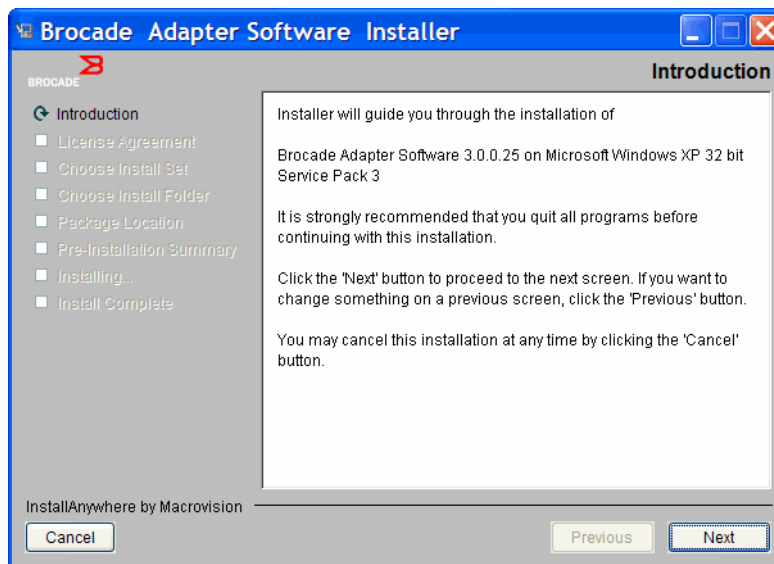 Brocade Adapter Software Installer
BROCADE
Introduction
Introduction
License Agreement
Choose Install Set
Choose Install Folder
Package Location
Pre-Installation Summary
Installing...
Install Complete
Installer will guide you through the installation of
Brocade Adapter Software 3.0.0.25 on Microsoft Windows XP 32 bit
Service Pack 3
It is strongly recommended that you quit all programs before
continuing with this installation.
Click the 'Next' button to proceed to the next screen. If you want to
change something on a previous screen, click the 'Previous' button.
You may cancel this installation at any time by clicking the 'Cancel'
button.
InstallAnywhere by Macrovision
Cancel
Previous
Next